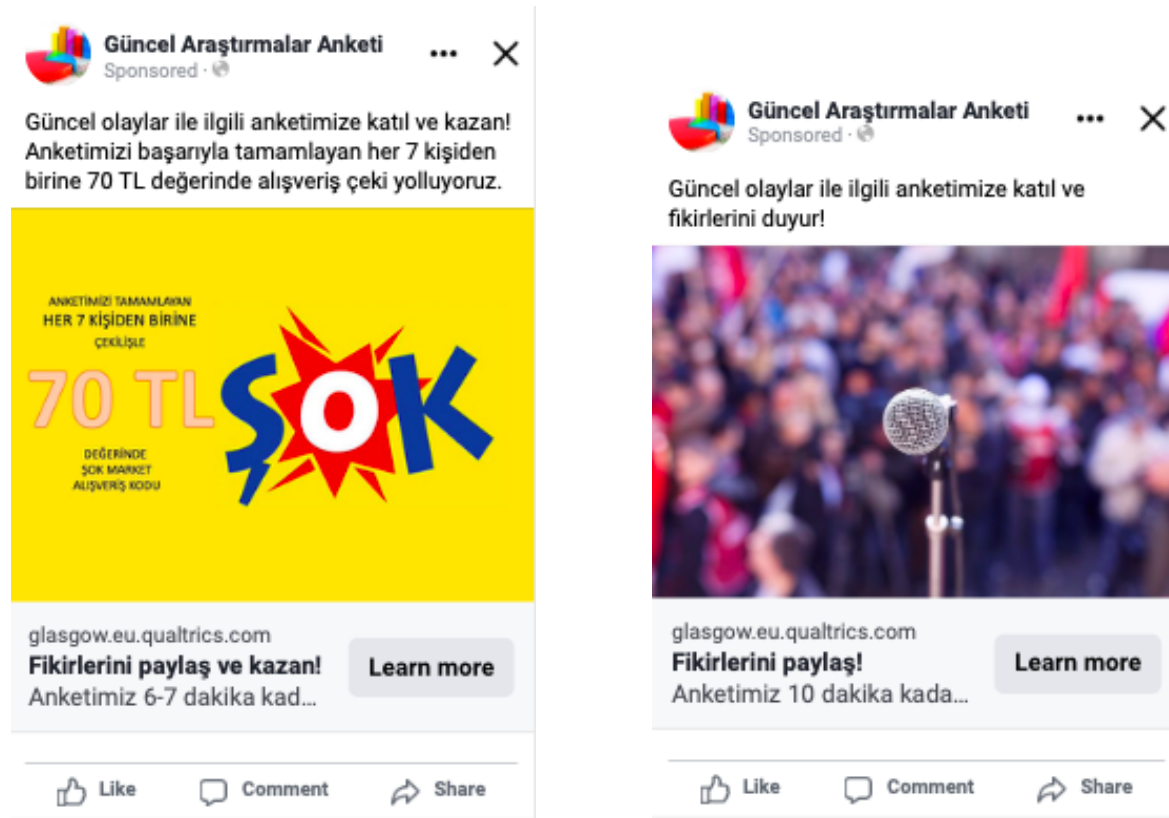 Güncel Araştırmalar Anketi
Sponsored ·
Güncel olaylar ile ilgili anketimize katıl ve kazan!
Anketimizi başarıyla tamamlayan her 7 kişiden
birine 70 TL değerinde alışveriş çeki yolluyoruz.
ANKETİMİZİ TAMAMLAYAN
HER 7 KİŞİDEN BİRİNE
ÇEKİLİŞLE
70 TL
DEĞERİNDE
ŞOK MARKET
ALIŞVERİŞ KODU
ŞOK
glasgow.eu.qualtrics.com
Fikirlerini paylaş ve kazan!
Anketimiz 6-7 dakika kad...
Learn more
Like
Comment
Share
Güncel Araştırmalar Anketi
Sponsored ·
Güncel olaylar ile ilgili anketimize katıl ve
fikirlerini duyur!
glasgow.eu.qualtrics.com
Fikirlerini paylaş!
Anketimiz 10 dakika kada...
Learn more
Like
Comment
Share